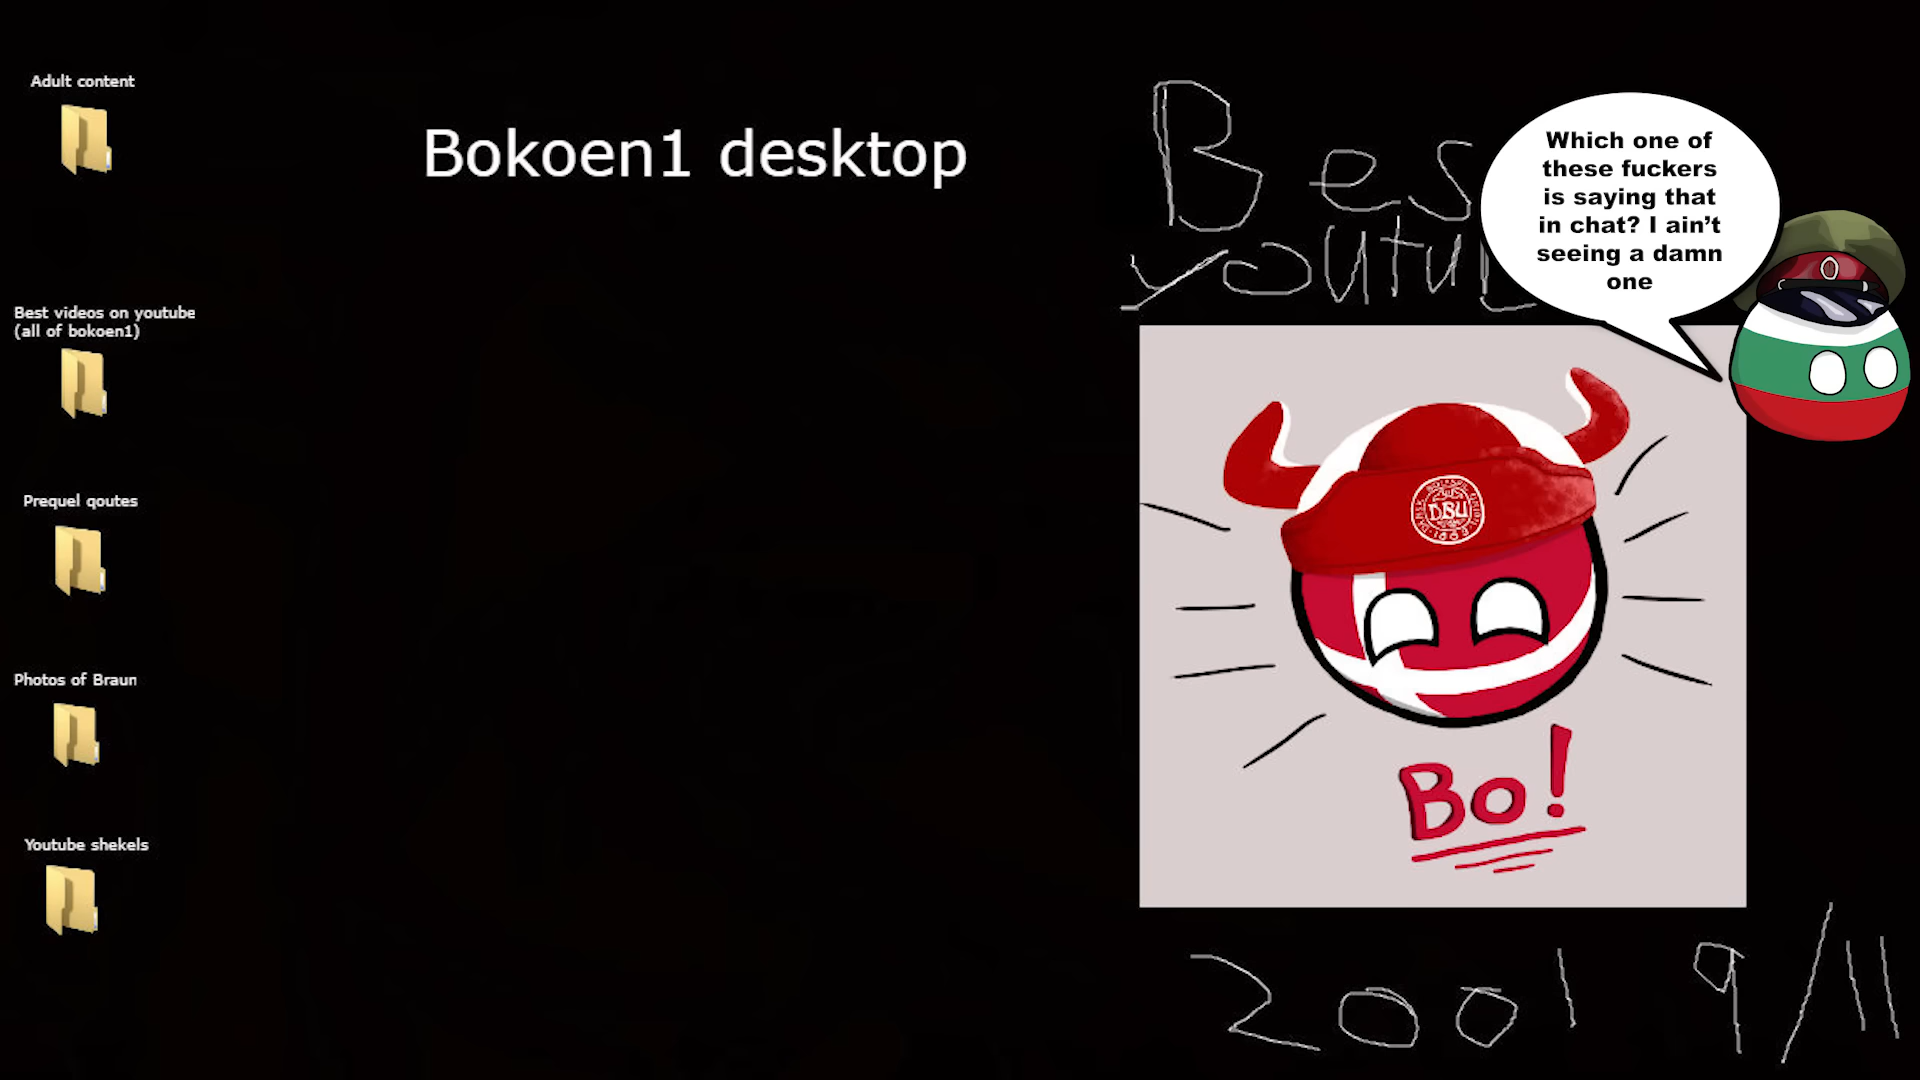 Adult content
Bokoen1 desktop
Best videos on youtube
(all of bokoen1)
Prequel qoutes
Photos of Braun
Youtube shekels
Bes
youtu
Which one of
these fuckers
is saying that
in chat? I ain't
seeing a damn
one
DBU
Bo!
2001 9/11